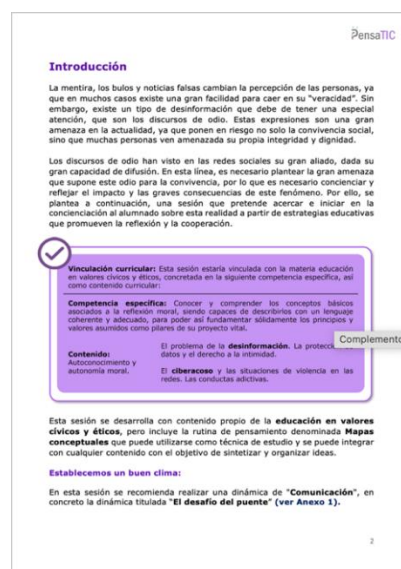 PensaTIC
Introducción
La mentira, los bulos y noticias falsas cambian la percepción de las personas, ya
que en muchos casos existe una gran facilidad para caer en su "veracidad". Sin
embargo, existe un tipo de desinformación que debe de tener una especial
atención, que son los discursos de odio. Estas expresiones son una gran
amenaza en la actualidad, ya que ponen en riesgo no solo la convivencia social,
sino que muchas personas ven amenazada su propia integridad y dignidad.
Los discursos de odio han visto en las redes sociales su gran aliado, dada su
gran capacidad de difusión. En esta línea, es necesario plantear la gran amenaza
que supone este odio para la convivencia, por lo que es necesario concienciar y
reflejar el impacto y las graves consecuencias de este fenómeno. Por ello, se
plantea a continuación, una sesión que pretende acercar e iniciar en la
concienciación al alumnado sobre esta realidad a partir de estrategias educativas
que promueven la reflexión y la cooperación.
Vinculación curricular: Esta sesión estaría vinculada con la materia educación
en valores cívicos y éticos, concretada en la siguiente competencia específica, así
como contenido curricular:
Competencia específica: Conocer y comprender los conceptos básicos
asociados a la reflexión moral, siendo capaces de describirlos con un lenguaje
coherente y adecuado, para poder así fundamentar sólidamente los principios y
valores asumidos como pilares de su proyecto vital.
Contenido:
Autoconocimiento y
autonomía moral.
El problema de la desinformación. La protecci
datos y el derecho a la intimidad.
El ciberacoso y las situaciones de violencia en las
redes. Las conductas adictivas.
Complemento
Esta sesión se desarrolla con contenido propio de la educación en valores
cívicos y éticos, pero incluye la rutina de pensamiento denominada Mapas
conceptuales que puede utilizarse como técnica de estudio y se puede integrar
con cualquier contenido con el objetivo de sintetizar y organizar ideas.
Establecemos un buen clima:
En esta sesión se recomienda realizar una dinámica de "Comunicación", en
concreto la dinámica titulada "El desafío del puente" (ver Anexo 1).
2